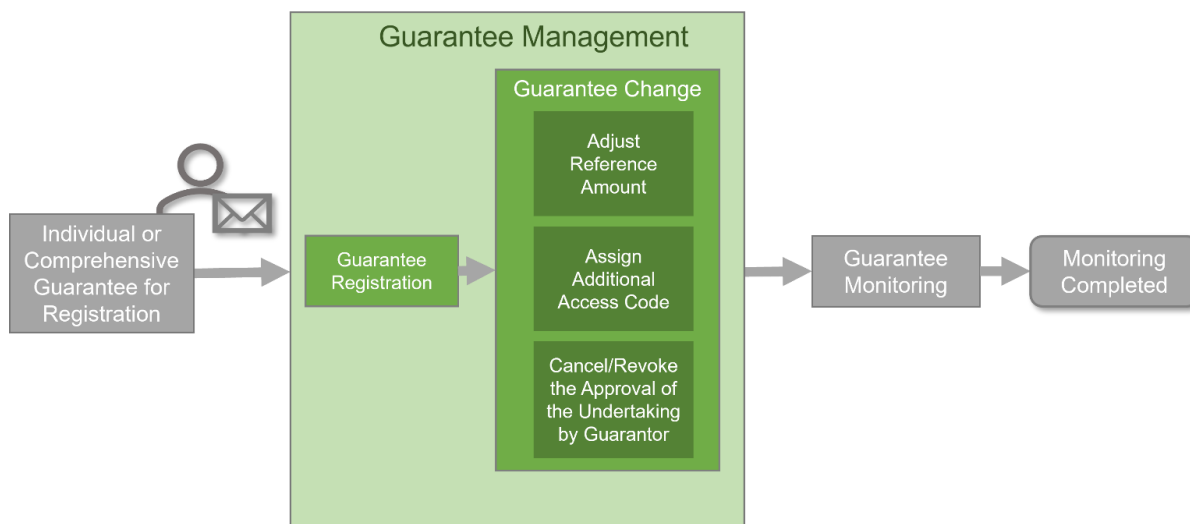 Guarantee Management
Individual or
Comprehensive
Guarantee for
Registration
Guarantee
Registration
Guarantee Change
Adjust
Reference
Amount
Assign
Additional
Access Code
Cancel/Revoke
the Approval of
the Undertaking
by Guarantor
Guarantee
Monitoring
Monitoring
Completed